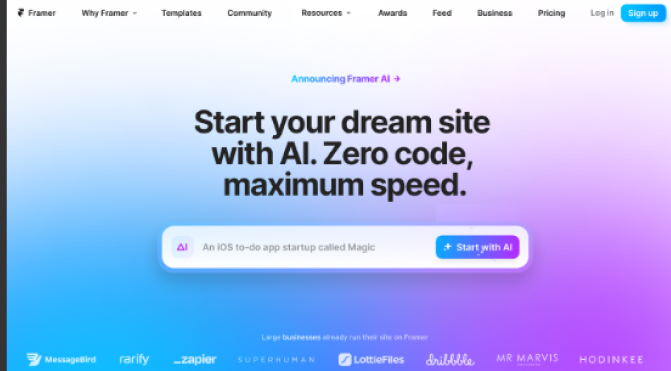 Framer Why Framer Templates Community Resources Awards Feed Business Pricing Log in Sign up
Announcing Framer AI →
Start your dream site
with AI. Zero code,
maximum speed.
AI An iOS to-do app startup called Magic Start with AI
Large businesses already run their site on Framer
MessageBird rarify _zapier SUPERHUMAN LottieFiles dribbble MR MARVIS HODINKEE